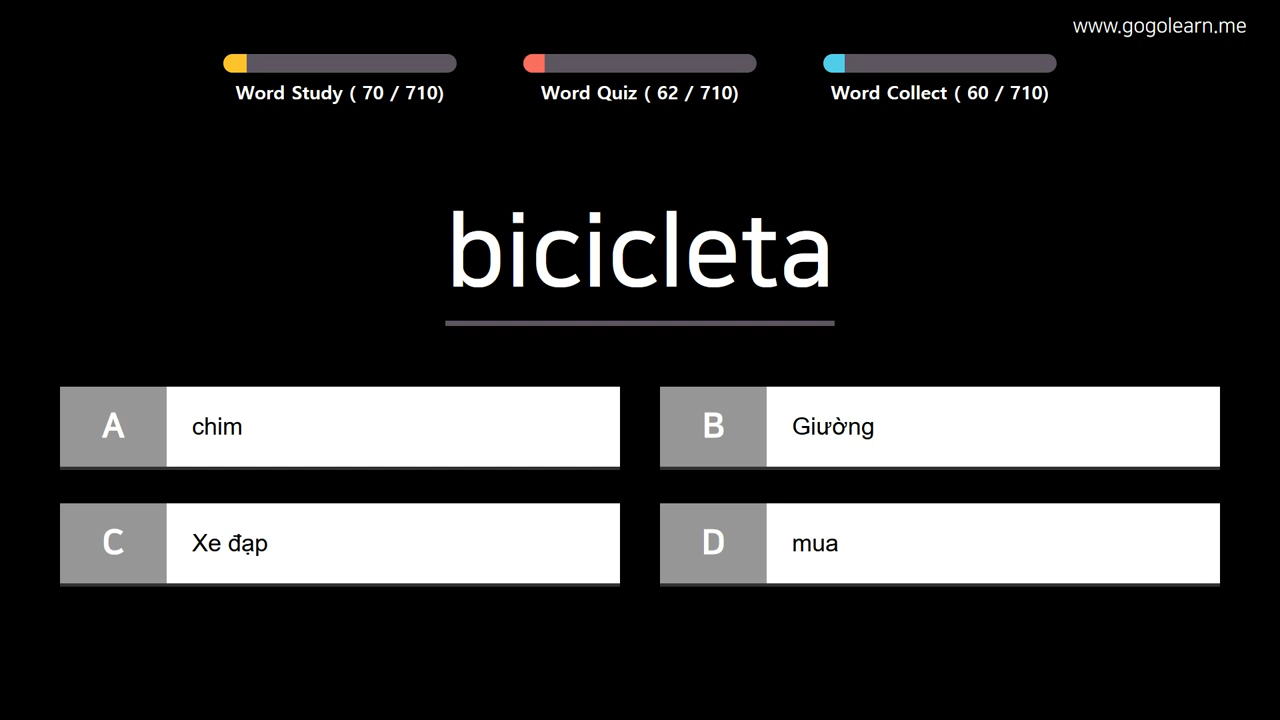 www.gogolearn.me
Word Study ( 70 / 710)
Word Quiz ( 62 / 710)
Word Collect ( 60 / 710)
bicicleta
A chim
B Giường
C Xe đạp
D mua